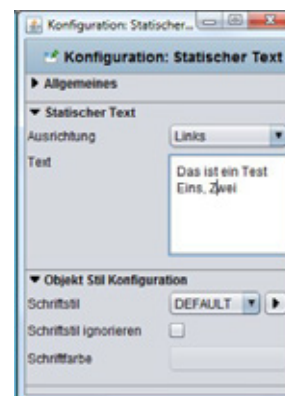 Konfiguration: Statischer...
Konfiguration: Statischer Text
Allgemeines
Statischer Text
Ausrichtung Links
Text Das ist ein Test
Eins, Zwei
Objekt Stil Konfiguration
Schriftstil DEFAULT
Schriftstil ignorieren
Schriftfarbe